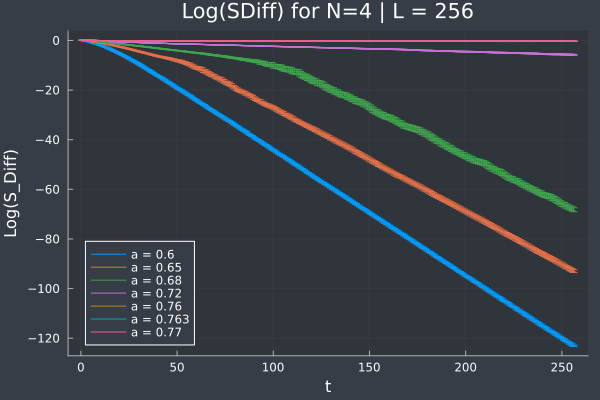 Log(SDiff) for N=4 | L = 256
Log(S_Diff)
0
−20
−40
−60
−80
−100
−120
a = 0.6
a = 0.65
a = 0.68
a = 0.72
a = 0.76
a = 0.763
a = 0.77
0 50 100 150 200 250
t